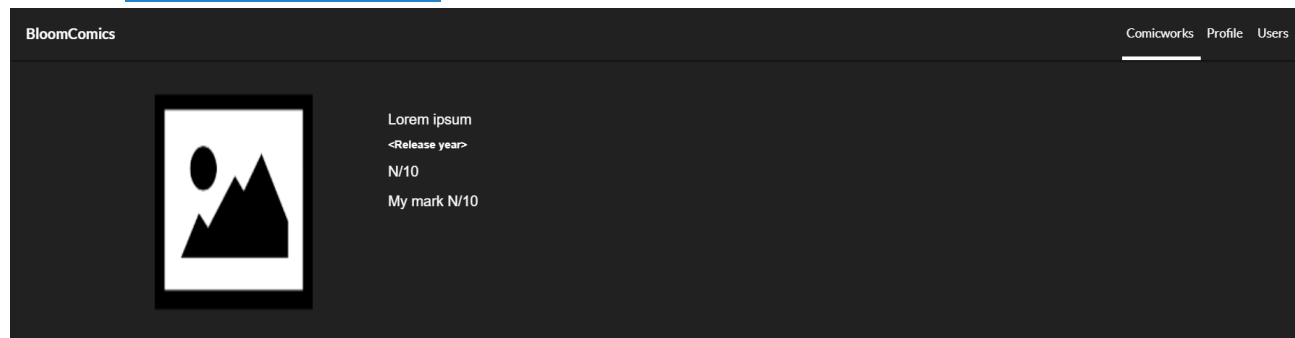 BloomComics
Comicworks Profile Users
Lorem ipsum
<Release year>
N/10
My mark N/10